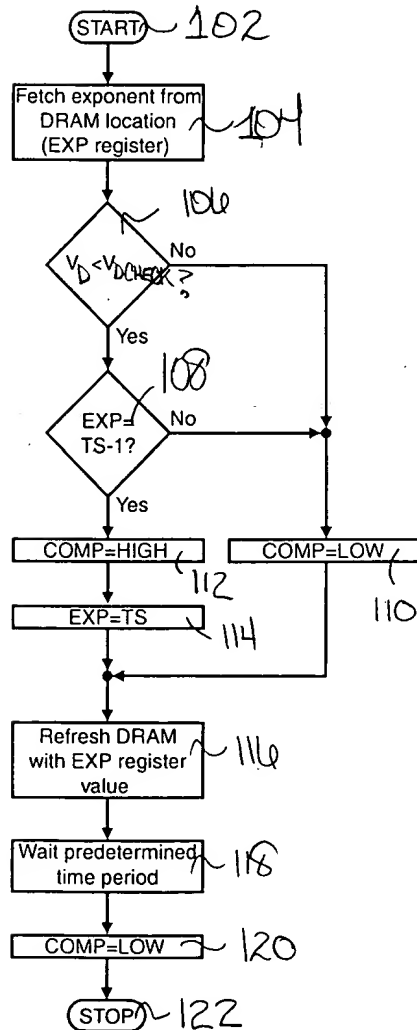 START 102
Fetch exponent from
DRAM location
(EXP register) 104
106
VD<VDCHECK? No
Yes
108
EXP= No
TS-1?
Yes
COMP=HIGH COMP=LOW
112 110
EXP=TS
114
Refresh DRAM
with EXP register
value 116
Wait predetermined
time period 118
COMP=LOW 120
STOP 122